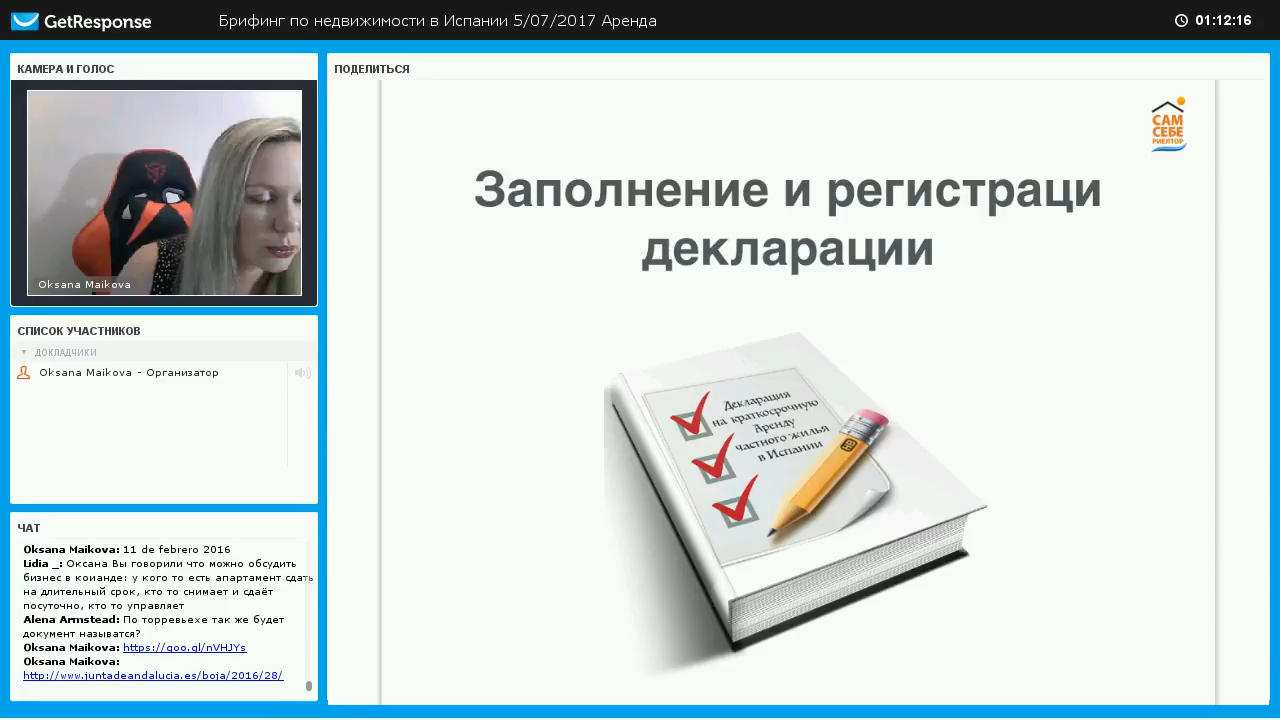 GetResponse
Брифинг по недвижимости в Испании 5/07/2017 Аренда
01:12:16
КАМЕРА И ГОЛОС
Oksana Maikova
СПИСОК УЧАСТНИКОВ
ДОКЛАДЧИКИ
Oksana Maikova - Организатор
ЧАТ
Oksana Maikova: 11 de febrero 2016
Lidia _: Оксана Вы говорили что можно обсудить
бизнес в коианде: у кого то есть апартамент сдать
на длительный срок, кто то снимает и сдаёт
посуточно, кто то управляет
Alena Armstead: По торревьехе так же будет
документ называтся?
Oksana Maikova: https://goo.gl/nVHJYs
Oksana Maikova:
http://www.juntadeandalucia.es/boja/2016/28/
ПОДЕЛИТЬСЯ
САМ
СЕБЕ
РИЕЛТОР
Заполнение и регистраци
декларации
Декларация
на краткосрочную
Аренду
частного жилья
в Испании